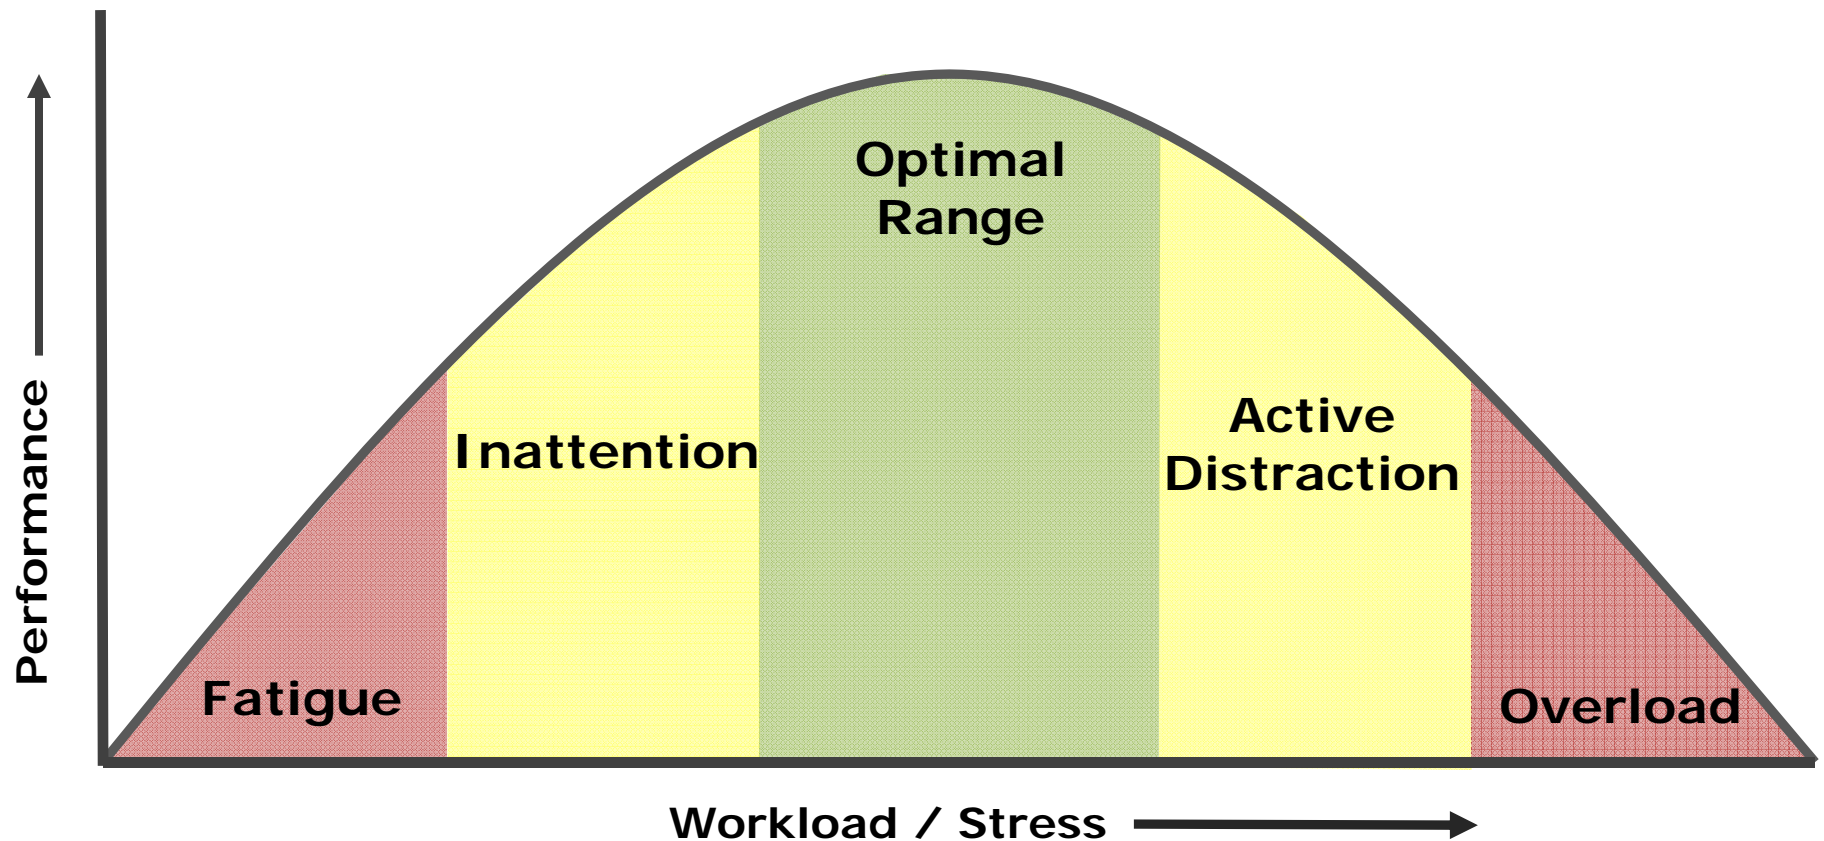 Performance
Optimal
Range
Inattention
Active
Distraction
Fatigue
Overload
Workload / Stress